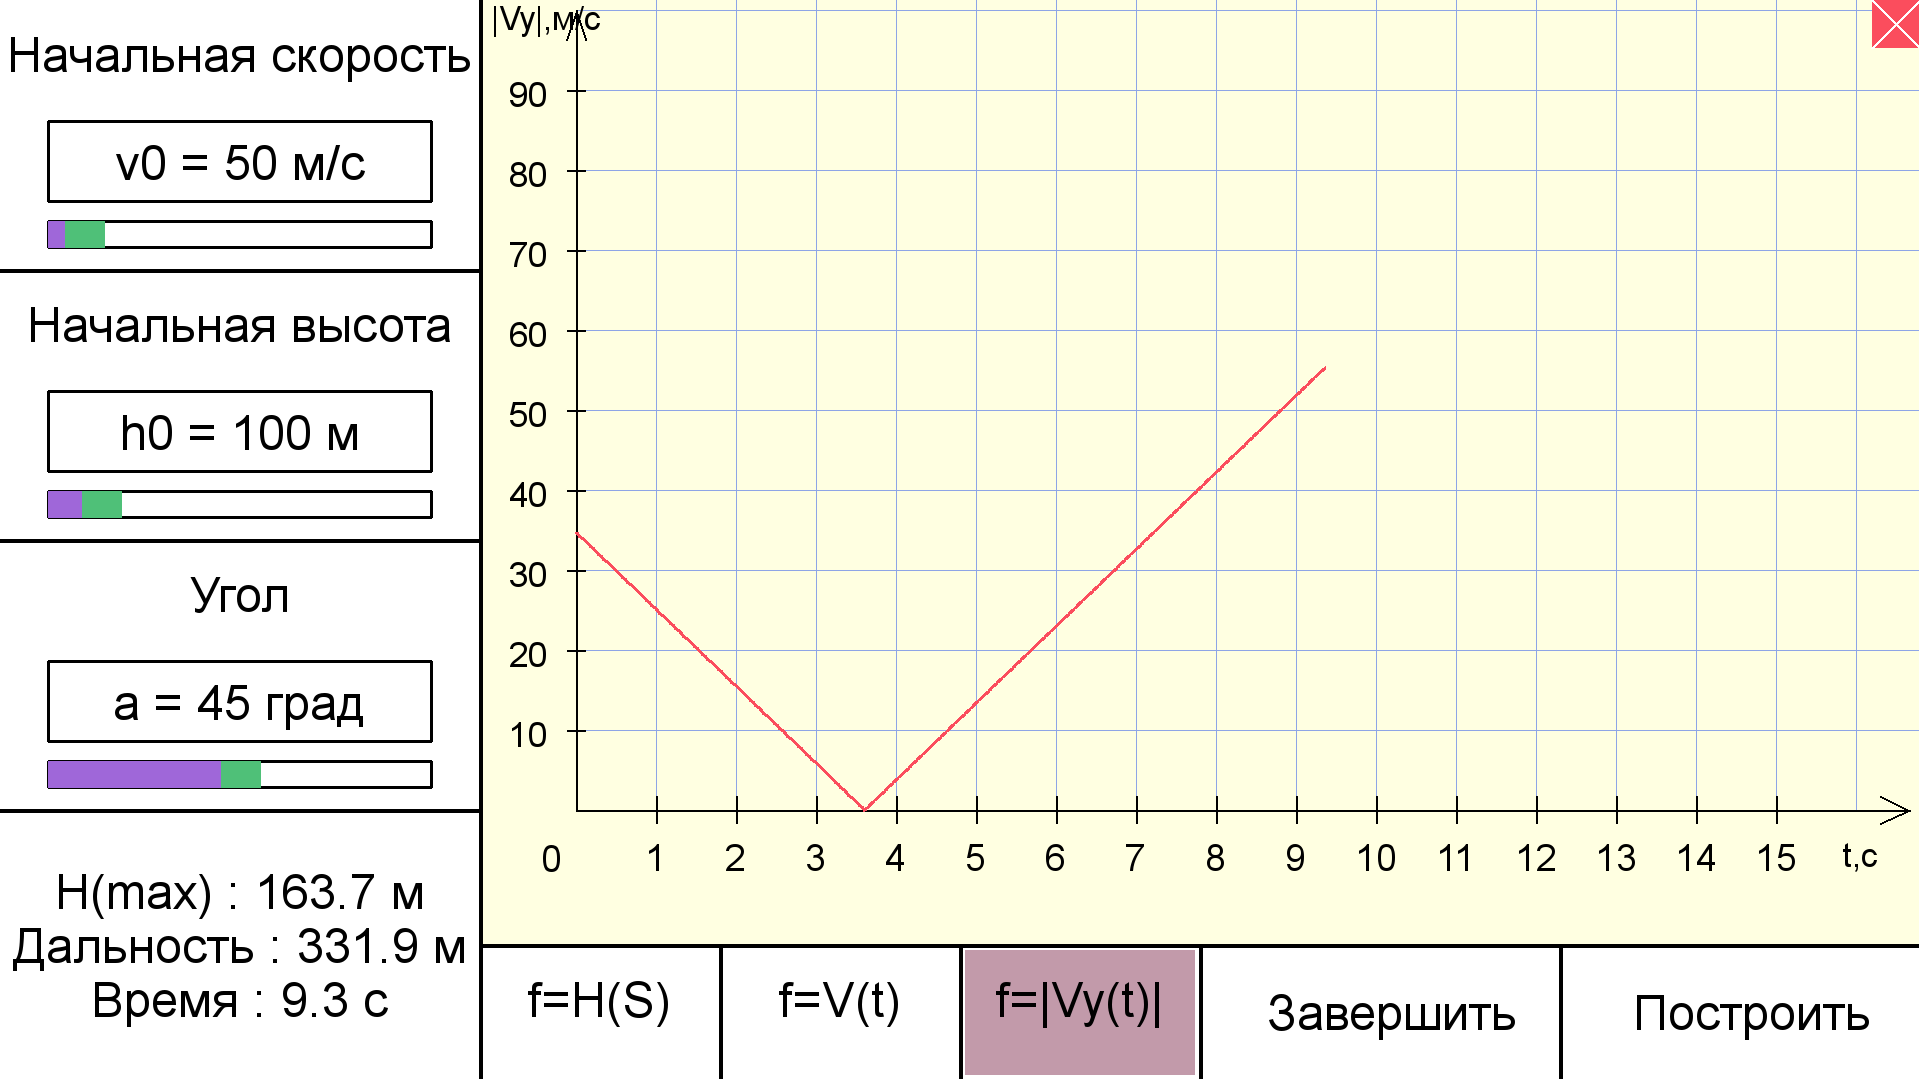 Начальная скорость
v0 = 50 м/с
Начальная высота
h0 = 100 м
Угол
a = 45 град
H(max) : 163.7 м
Дальность : 331.9 м
Время : 9.3 с
|Vy|,м/с
90
80
70
60
50
40
30
20
10
0 1 2 3 4 5 6 7 8 9 10 11 12 13 14 15 t,c
f=H(S) f=V(t) f=|Vy(t)| Завершить Построить